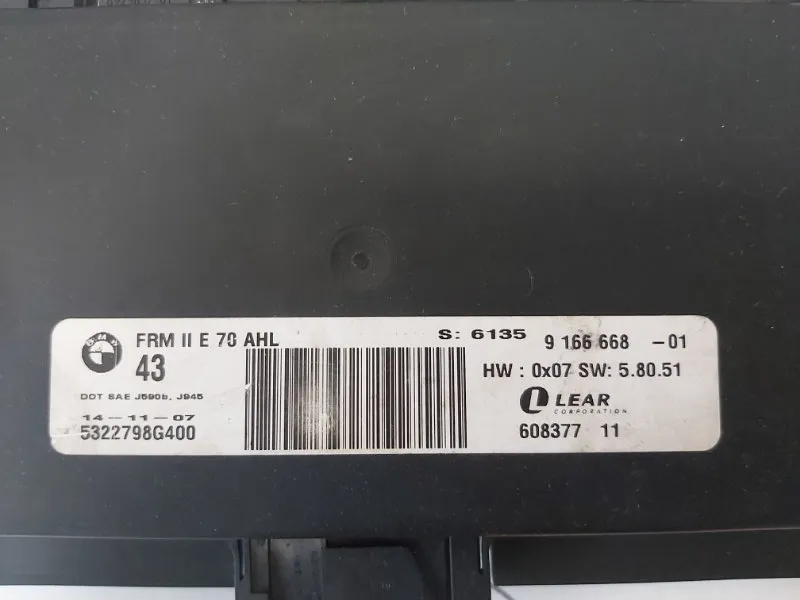 FRM II E 70 AHL
S: 6135 9 166 668 -01
43
HW : 0x07 SW: 5.80.51
DOT SAE J590b, J945
LEAR
CORPORATION
14-11-07
5322798G400
608377 11